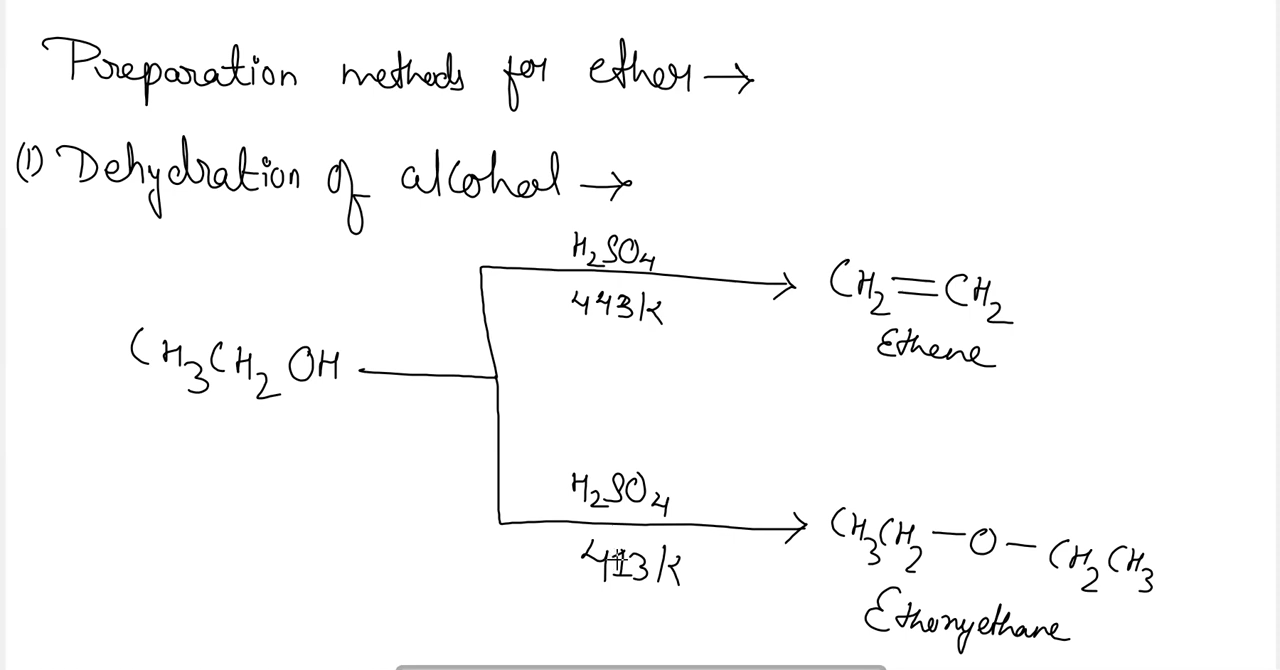 Preparation methods for ether →
(1) Dehydration of alcohol →
H₂SO₄
443K
CH₂=CH₂
Ethene
CH₃CH₂OH
H₂SO₄
413K
CH₃CH₂—O—CH₂CH₃
Ethoxyethane